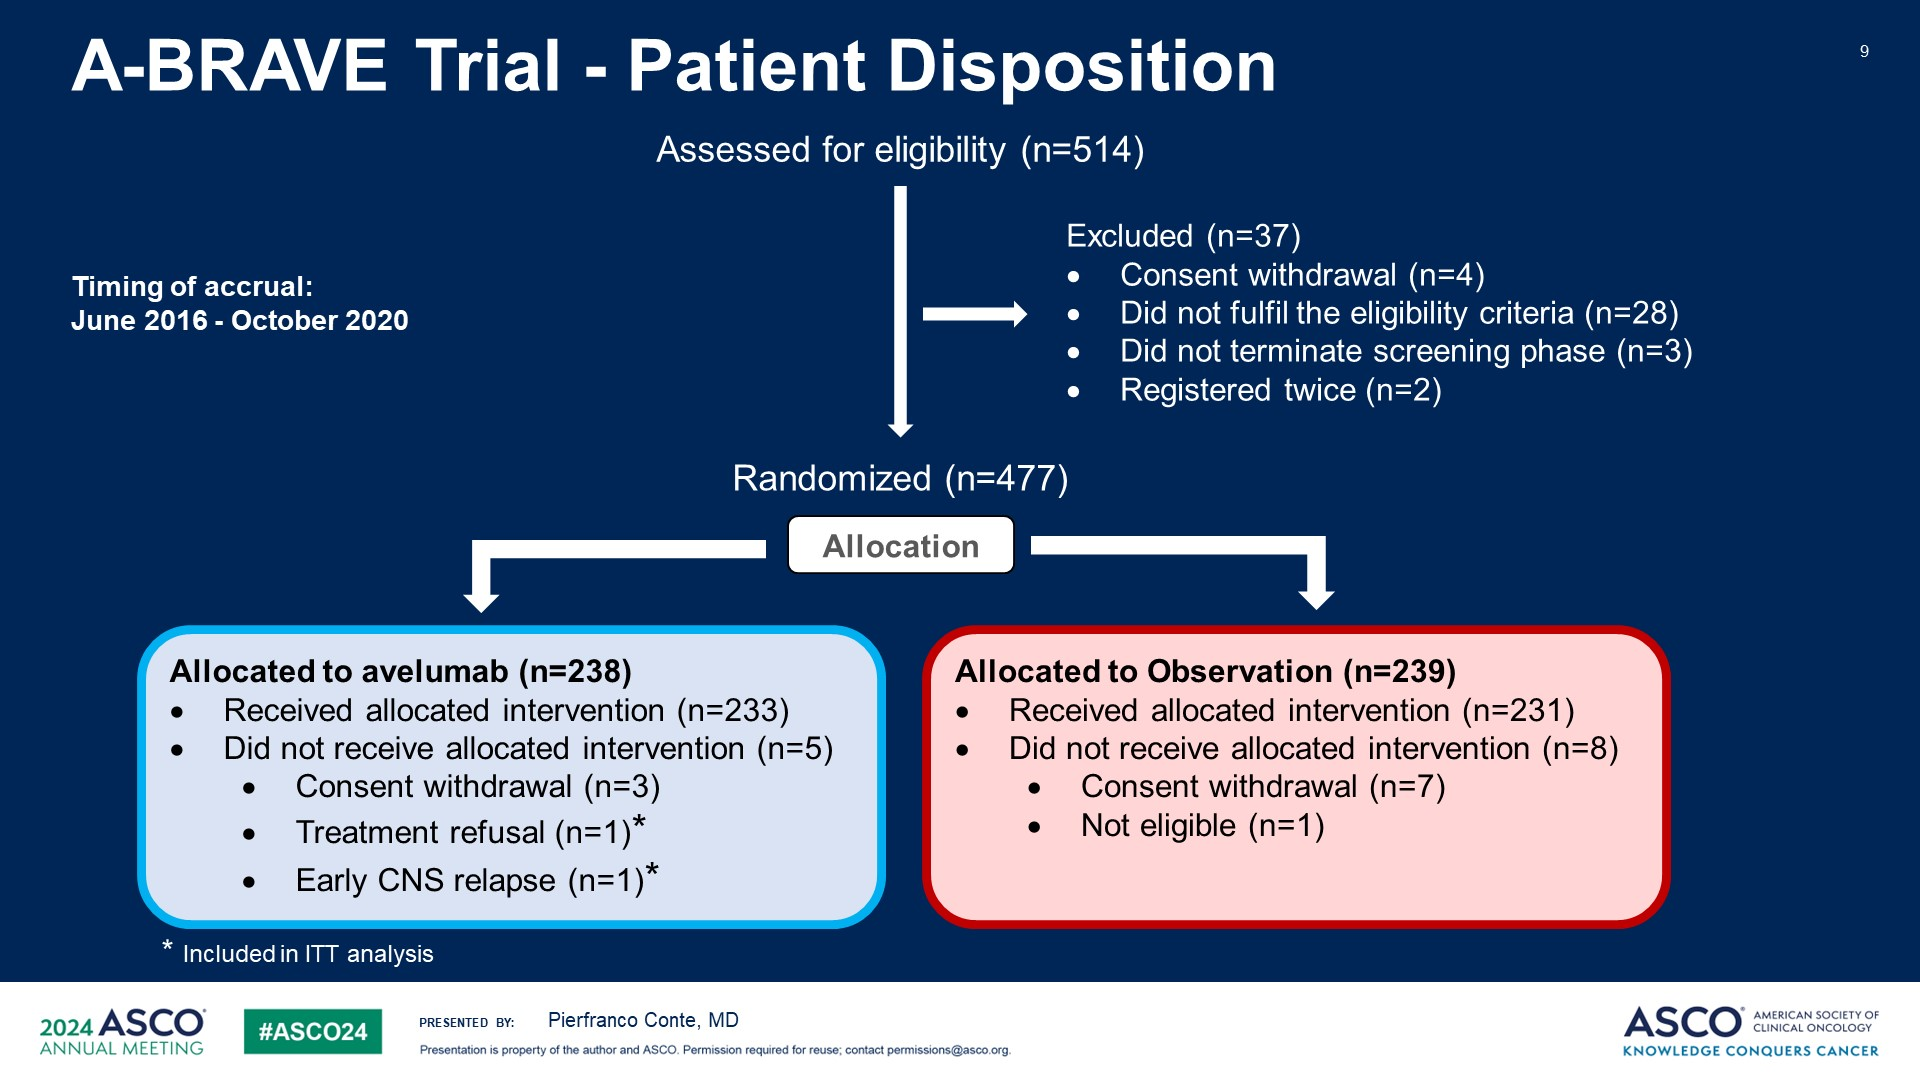 A-BRAVE Trial - Patient Disposition
9
Assessed for eligibility (n=514)
Excluded (n=37)
• Consent withdrawal (n=4)
• Did not fulfil the eligibility criteria (n=28)
• Did not terminate screening phase (n=3)
• Registered twice (n=2)
Timing of accrual:
June 2016 - October 2020
Randomized (n=477)
Allocation
Allocated to avelumab (n=238)
• Received allocated intervention (n=233)
• Did not receive allocated intervention (n=5)
• Consent withdrawal (n=3)
• Treatment refusal (n=1)*
• Early CNS relapse (n=1)*
Allocated to Observation (n=239)
• Received allocated intervention (n=231)
• Did not receive allocated intervention (n=8)
• Consent withdrawal (n=7)
• Not eligible (n=1)
* Included in ITT analysis
2024 ASCO®
ANNUAL MEETING
#ASCO24
PRESENTED BY: Pierfranco Conte, MD
Presentation is property of the author and ASCO. Permission required for reuse; contact permissions@asco.org.
ASCO® AMERICAN SOCIETY OF
CLINICAL ONCOLOGY
KNOWLEDGE CONQUERS CANCER